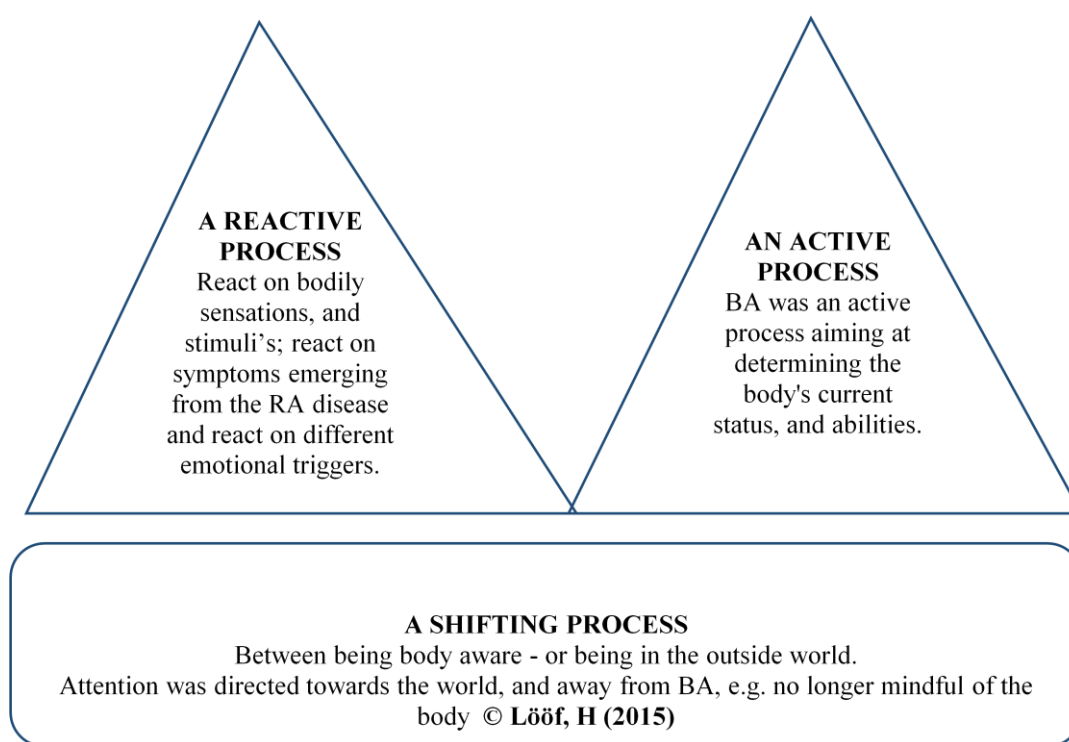 A REACTIVE
PROCESS
React on bodily
sensations, and
stimuli’s; react on
symptoms emerging
from the RA disease
and react on different
emotional triggers.
AN ACTIVE
PROCESS
BA was an active
process aiming at
determining the
body's current
status, and abilities.
A SHIFTING PROCESS
Between being body aware - or being in the outside world.
Attention was directed towards the world, and away from BA, e.g. no longer mindful of the
body © Lööf, H (2015)